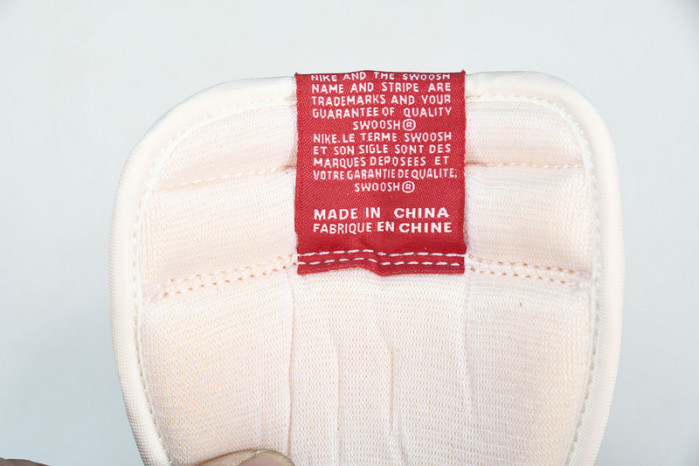 NIKE AND THE SWOOSH
NAME AND STRIPE ARE
TRADEMARKS AND YOUR
GUARANTEE OF QUALITY
SWOOSH®
NIKE. LE TERME SWOOSH
ET SON SIGLE SONT DES
MARQUES DEPOSEES ET
VOTRE GARANTIE DE QUALITE.
SWOOSH®
MADE IN CHINA
FABRIQUE EN CHINE